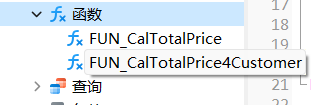 函数
FUN_CalTotalPrice
FUN_CalTotalPrice4Customer
查询
17
18
19
20
21